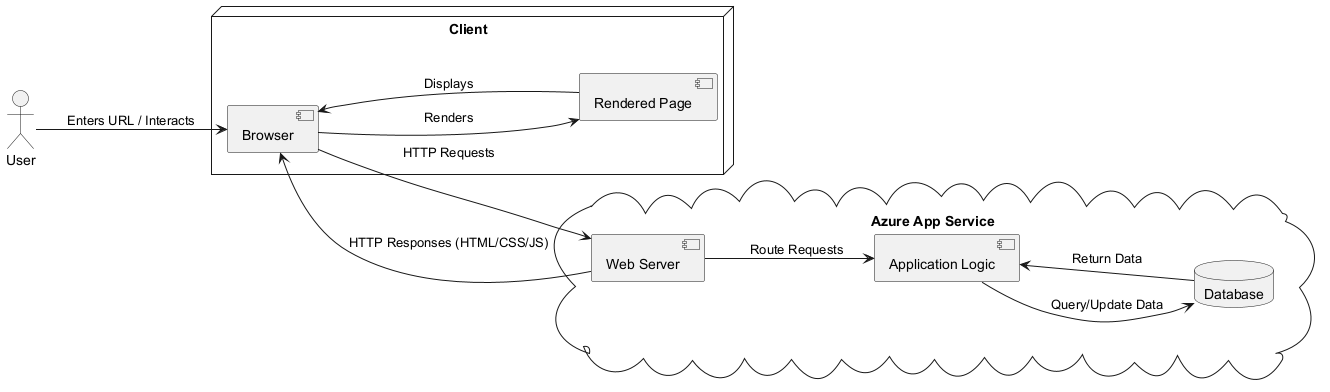 Client
Displays
Rendered Page
Enters URL / Interacts
Browser
Renders
User
HTTP Requests
Azure App Service
HTTP Responses (HTML/CSS/JS)
Web Server
Route Requests
Application Logic
Return Data
Database
Query/Update Data